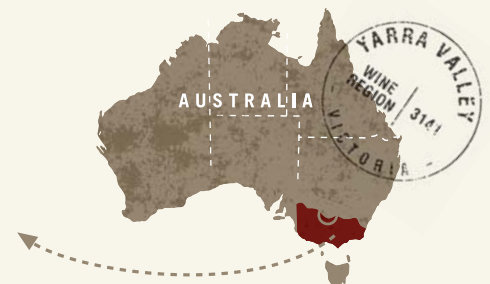 AUSTRALIA
YARRA VALLEY
WINE
REGION
3141
- VICTORIA -